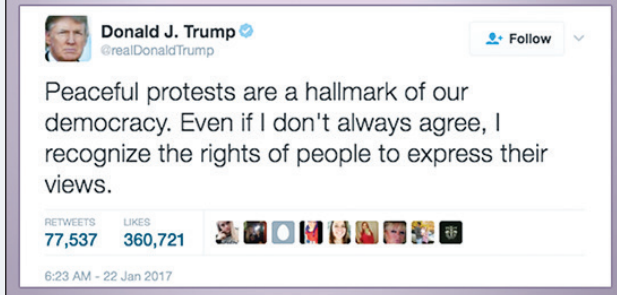 Donald J. Trump
@realDonaldTrump
Follow
Peaceful protests are a hallmark of our
democracy. Even if I don't always agree, I
recognize the rights of people to express their
views.
RETWEETS LIKES
77,537 360,721
6:23 AM - 22 Jan 2017